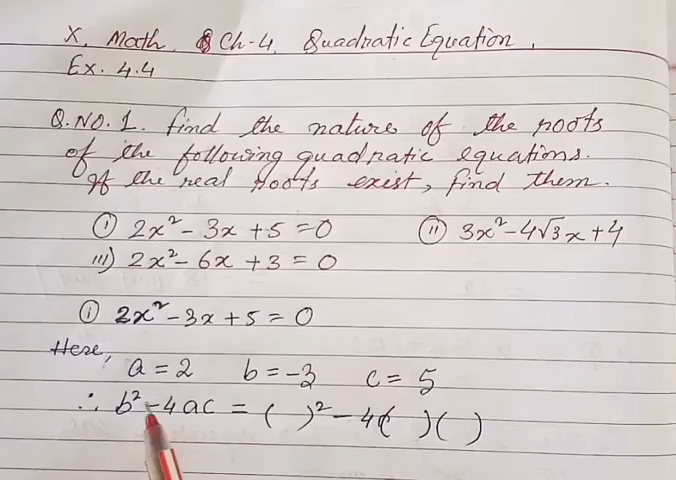 X. Math Ch-4 Quadratic Equation.
Ex. 4.4
Q.NO.1. find the nature of the roots
of the following quadratic equations.
If the real roots exist, find them.
(i) 2x² - 3x + 5 = 0 (ii) 3x² - 4√3x + 4
iii) 2x² - 6x + 3 = 0
(i) 2x² - 3x + 5 = 0
Here,
a = 2 b = -3 c = 5
∴ b² - 4ac = ( )² - 4( )( )